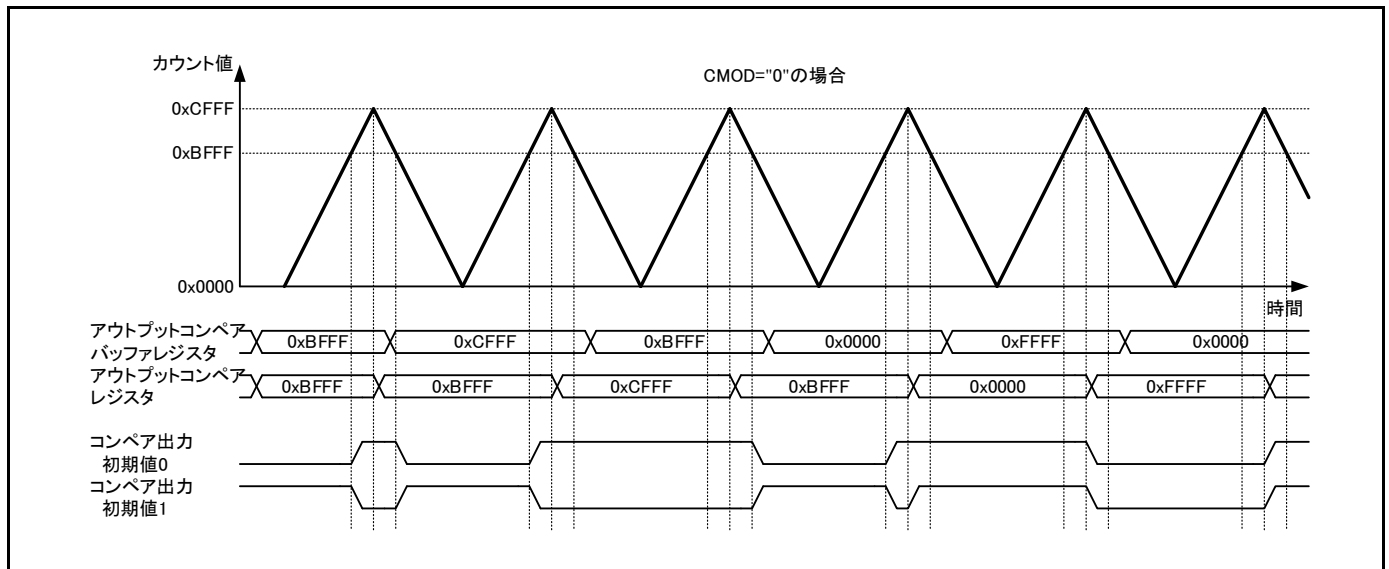 カウント値
CMOD="0"の場合
0xCFFF
0xBFFF
0x0000
時間
アウトプットコンペア
バッファレジスタ
0xBFFF 0xCFFF 0xBFFF 0x0000 0xFFFF 0x0000
アウトプットコンペア
レジスタ
0xBFFF 0xBFFF 0xCFFF 0xBFFF 0x0000 0xFFFF
コンペア出力
初期値0
コンペア出力
初期値1